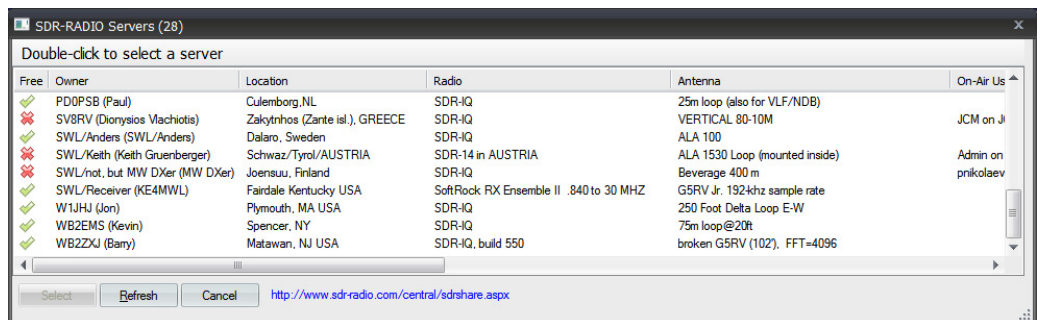 SDR-RADIO Servers (28)
Double-click to select a server
Free Owner Location Radio Antenna On-Air Us
PD0PSB (Paul) Culemborg,NL SDR-IQ 25m loop (also for VLF/NDB)
SV8RV (Dionysios Vlachiotis) Zakytnhos (Zante isl.), GREECE SDR-IQ VERTICAL 80-10M JCM on J
SWL/Anders (SWL/Anders) Dalaro, Sweden SDR-IQ ALA 100
SWL/Keith (Keith Gruenberger) Schwaz/Tyrol/AUSTRIA SDR-14 in AUSTRIA ALA 1530 Loop (mounted inside) Admin on
SWL/not, but MW DXer (MW DXer) Joensuu, Finland SDR-IQ Beverage 400 m pnikolaev
SWL/Receiver (KE4MWL) Fairdale Kentucky USA SoftRock RX Ensemble II .840 to 30 MHZ G5RV Jr. 192-khz sample rate
W1JHJ (Jon) Plymouth, MA USA SDR-IQ 250 Foot Delta Loop E-W
WB2EMS (Kevin) Spencer, NY SDR-IQ 75m loop@20ft
WB2ZXJ (Barry) Matawan, NJ USA SDR-IQ, build 550 broken G5RV (102'), FFT=4096
Select Refresh Cancel http://www.sdr-radio.com/central/sdrshare.aspx